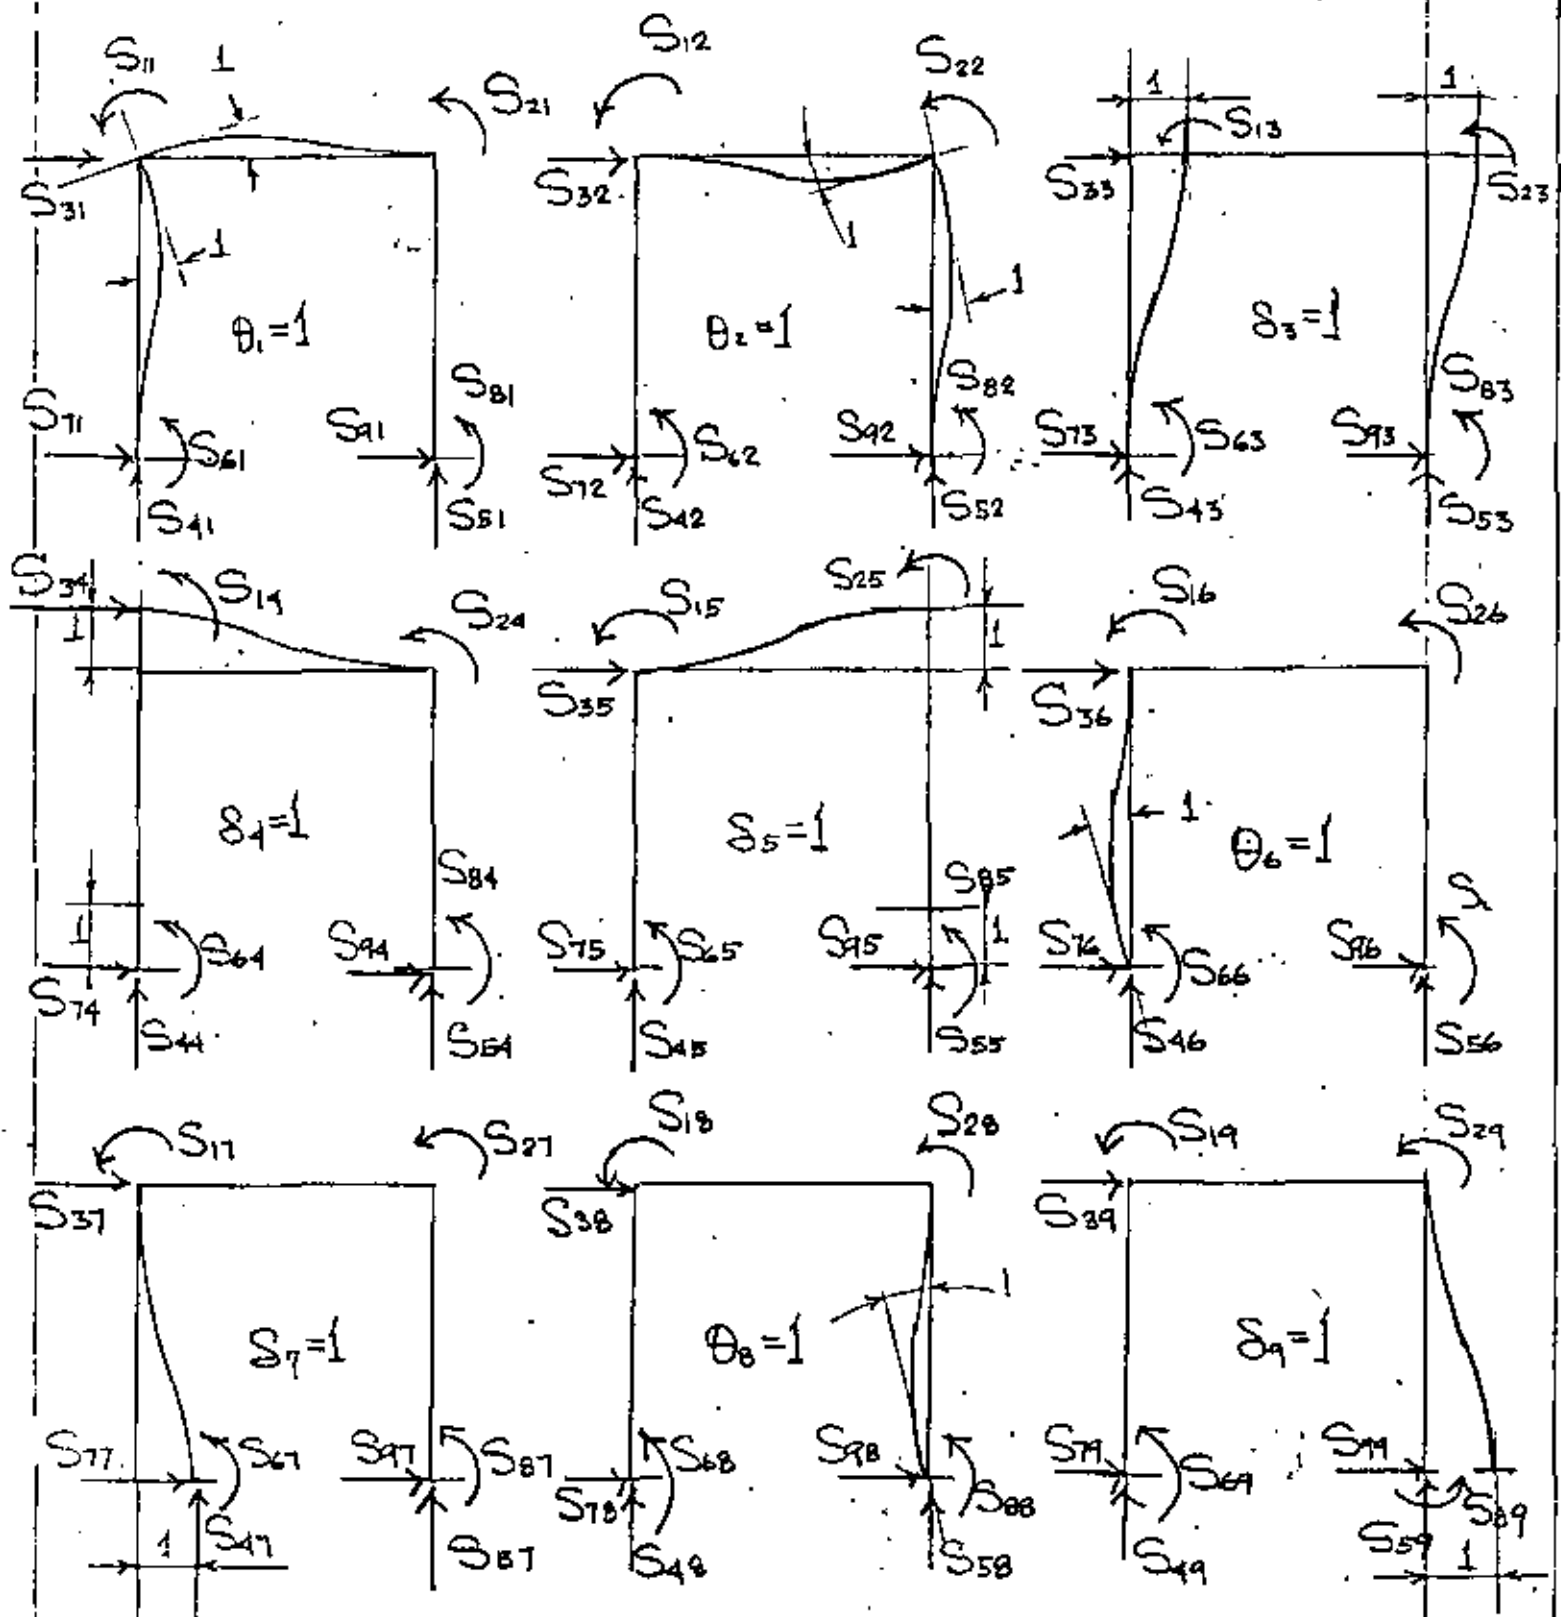 S11 1 S21 S12 S22 1 S13 1
S31 1 S32 1 1 S33 S23
θ1=1 θ2=1 δ3=1
S71 S61 S91 S81 S72 S62 S92 S82 S73 S63 S93 S83
S41 S51 S42 S52 S43 S53
S34 1 S14 S24 S35 S15 S25 1 S36 S16 S26
δ4=1 δ5=1 1 θ6=1
1 S64 S94 S84 S75 S65 S95 S85 1 S76 S66 S96 S
S74 S44 S54 S45 S55 S46 S56
S37 S17 S27 S38 S18 S28 S39 S19 S29
δ7=1 θ8=1 1 δ9=1
S77 S67 S97 S87 S78 S68 S98 S88 S79 S69 S99 S89
1 S47 S57 S48 S58 S49 S59 1